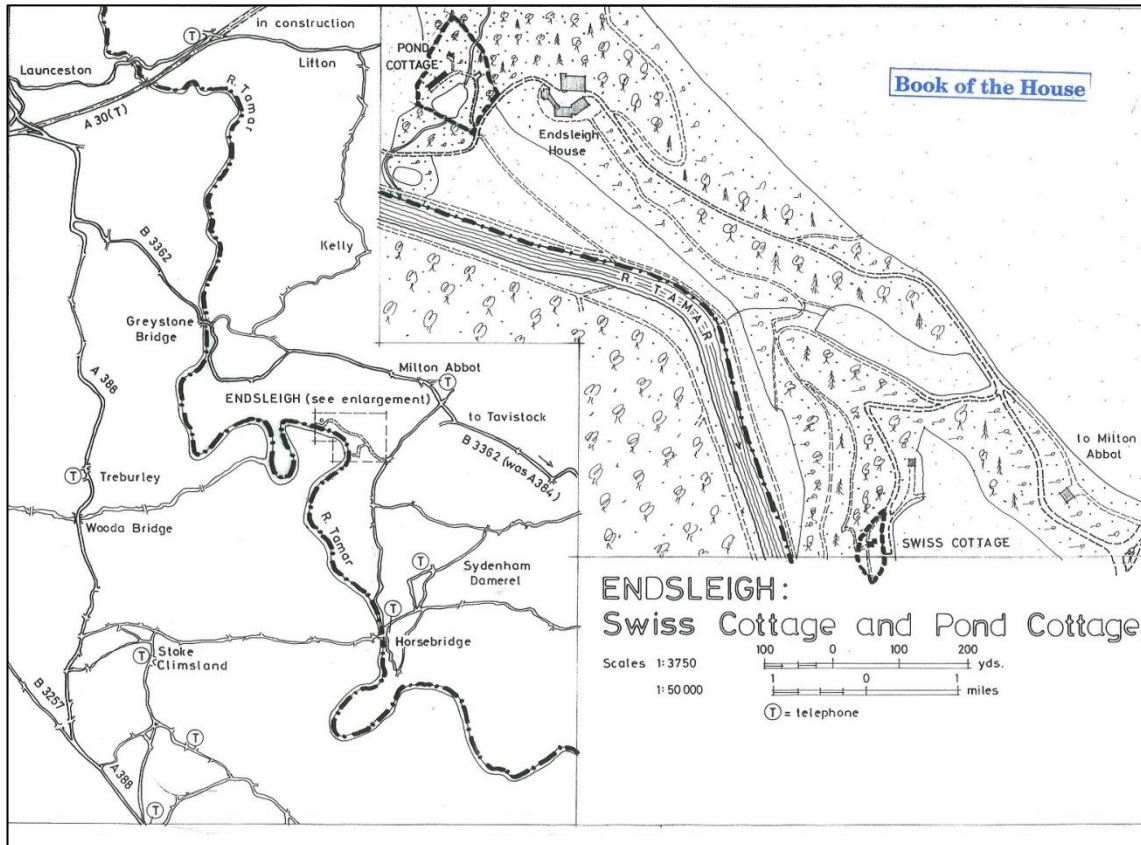 in construction
T
Launceston
Lifton
R. Tamar
A 30(T)
B 3362
Kelly
Greystone
Bridge
A 388
Milton Abbot
T
ENDSLEIGH (see enlargement)
to Tavistock
B 3362 (was A384)
T
Treburley
Wooda Bridge
R. Tamar
T
Sydenham
Damerel
T
Horsebridge
Stoke
Climsland
T
B 3257
T
A 388
T
POND
COTTAGE
Endsleigh
House
Book of the House
R. TAMAR
to Milton
Abbot
SWISS COTTAGE
ENDSLEIGH:
Swiss Cottage and Pond Cottage
Scales 1:3750
100 0 100 200 yds.
1:50 000
1 0 1 miles
T = telephone